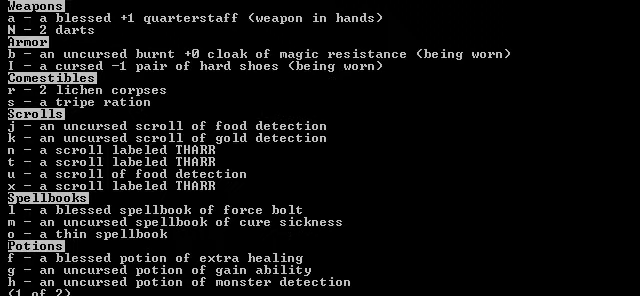 Weapons
a - a blessed +1 quarterstaff (weapon in hands)
N - 2 darts
Armor
b - an uncursed burnt +0 cloak of magic resistance (being worn)
I - a cursed -1 pair of hard shoes (being worn)
Comestibles
r - 2 lichen corpses
s - a tripe ration
Scrolls
j - an uncursed scroll of food detection
k - an uncursed scroll of gold detection
n - a scroll labeled THARR
t - a scroll labeled THARR
u - a scroll of food detection
x - a scroll labeled THARR
Spellbooks
l - a blessed spellbook of force bolt
m - an uncursed spellbook of cure sickness
o - a thin spellbook
Potions
f - a blessed potion of extra healing
g - an uncursed potion of gain ability
h - an uncursed potion of monster detection
(1 of 2)